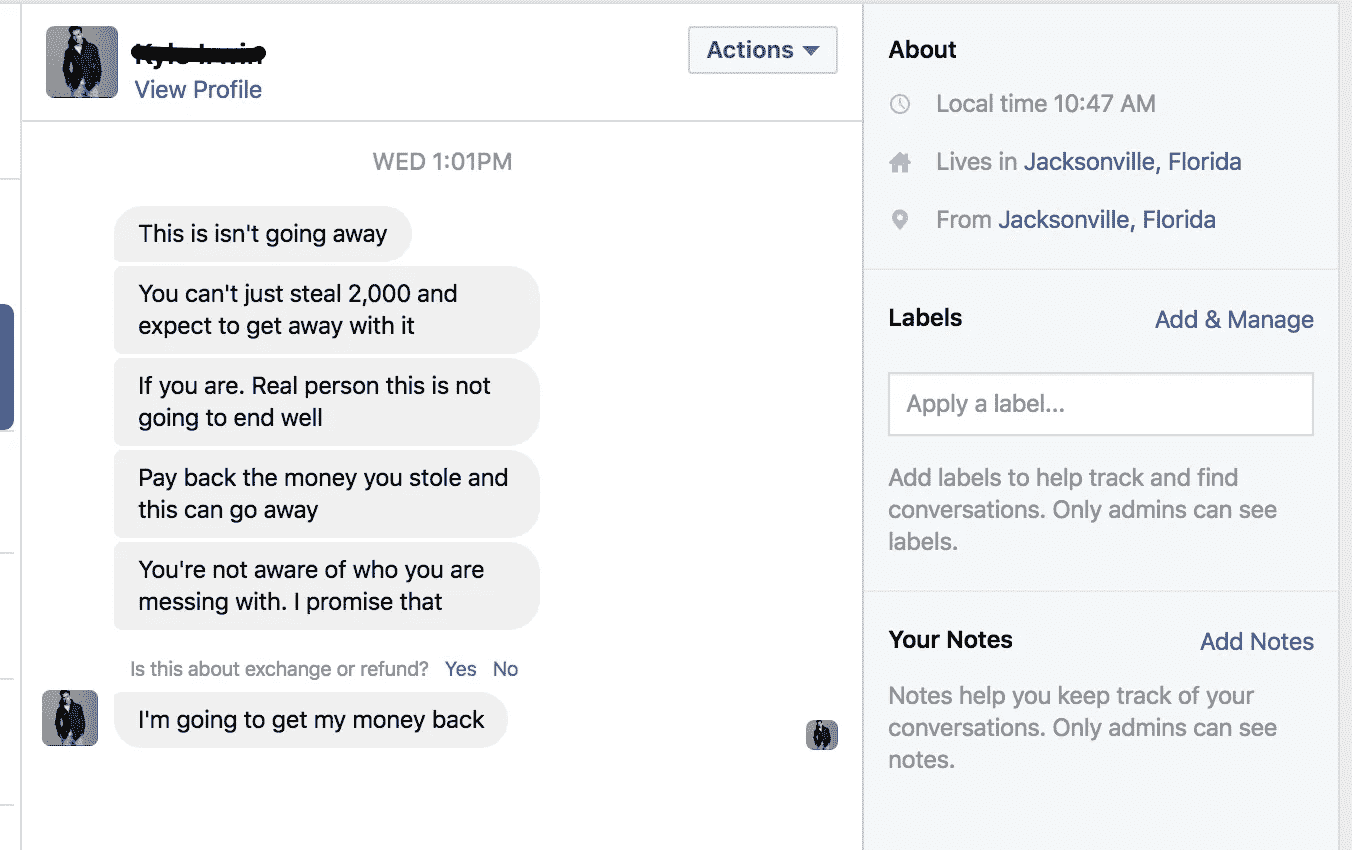 View Profile
Actions
WED 1:01PM
This is isn't going away
You can't just steal 2,000 and
expect to get away with it
If you are. Real person this is not
going to end well
Pay back the money you stole and
this can go away
You're not aware of who you are
messing with. I promise that
Is this about exchange or refund? Yes No
I'm going to get my money back
About
Local time 10:47 AM
Lives in Jacksonville, Florida
From Jacksonville, Florida
Labels
Add & Manage
Apply a label...
Add labels to help track and find
conversations. Only admins can see
labels.
Your Notes
Add Notes
Notes help you keep track of your
conversations. Only admins can see
notes.